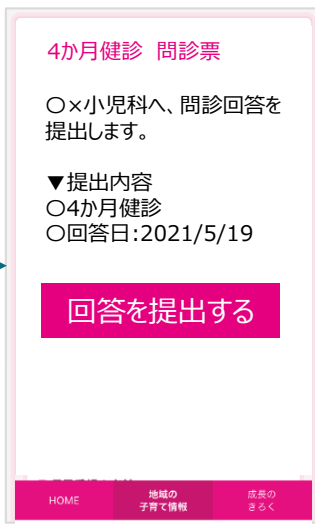 4か月健診 問診票
〇×小児科へ、問診回答を
提出します。
▼提出内容
〇4か月健診
〇回答日:2021/5/19
回答を提出する
HOME
地域の
子育て情報
成長の
きろく